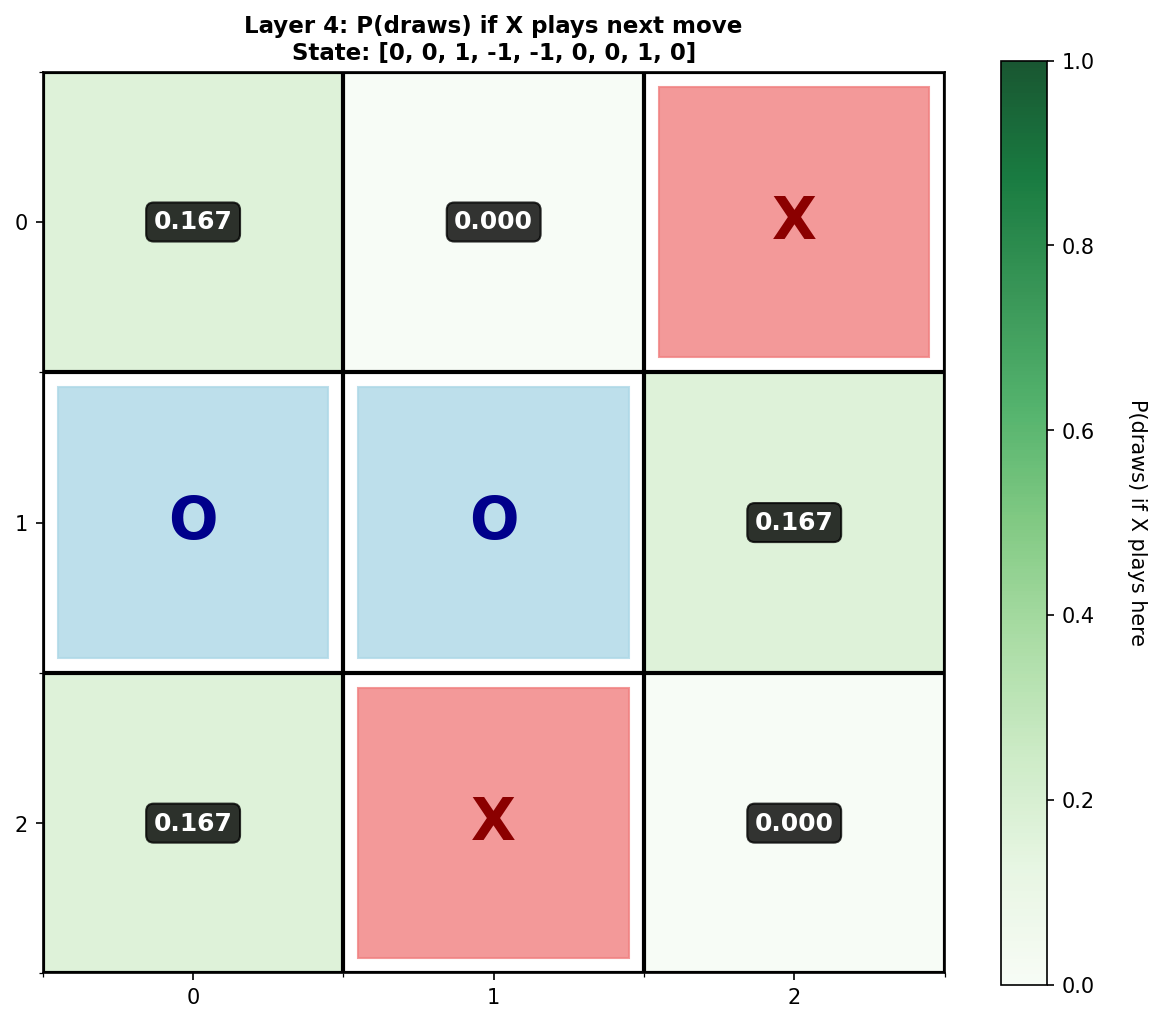 Layer 4: P(draws) if X plays next move
State: [0, 0, 1, -1, -1, 0, 0, 1, 0]
0.167
0.000
X
O
O
0.167
0.167
X
0.000
0
1
2
0
1
2
1.0
0.8
0.6
0.4
0.2
0.0
P(draws) if X plays here